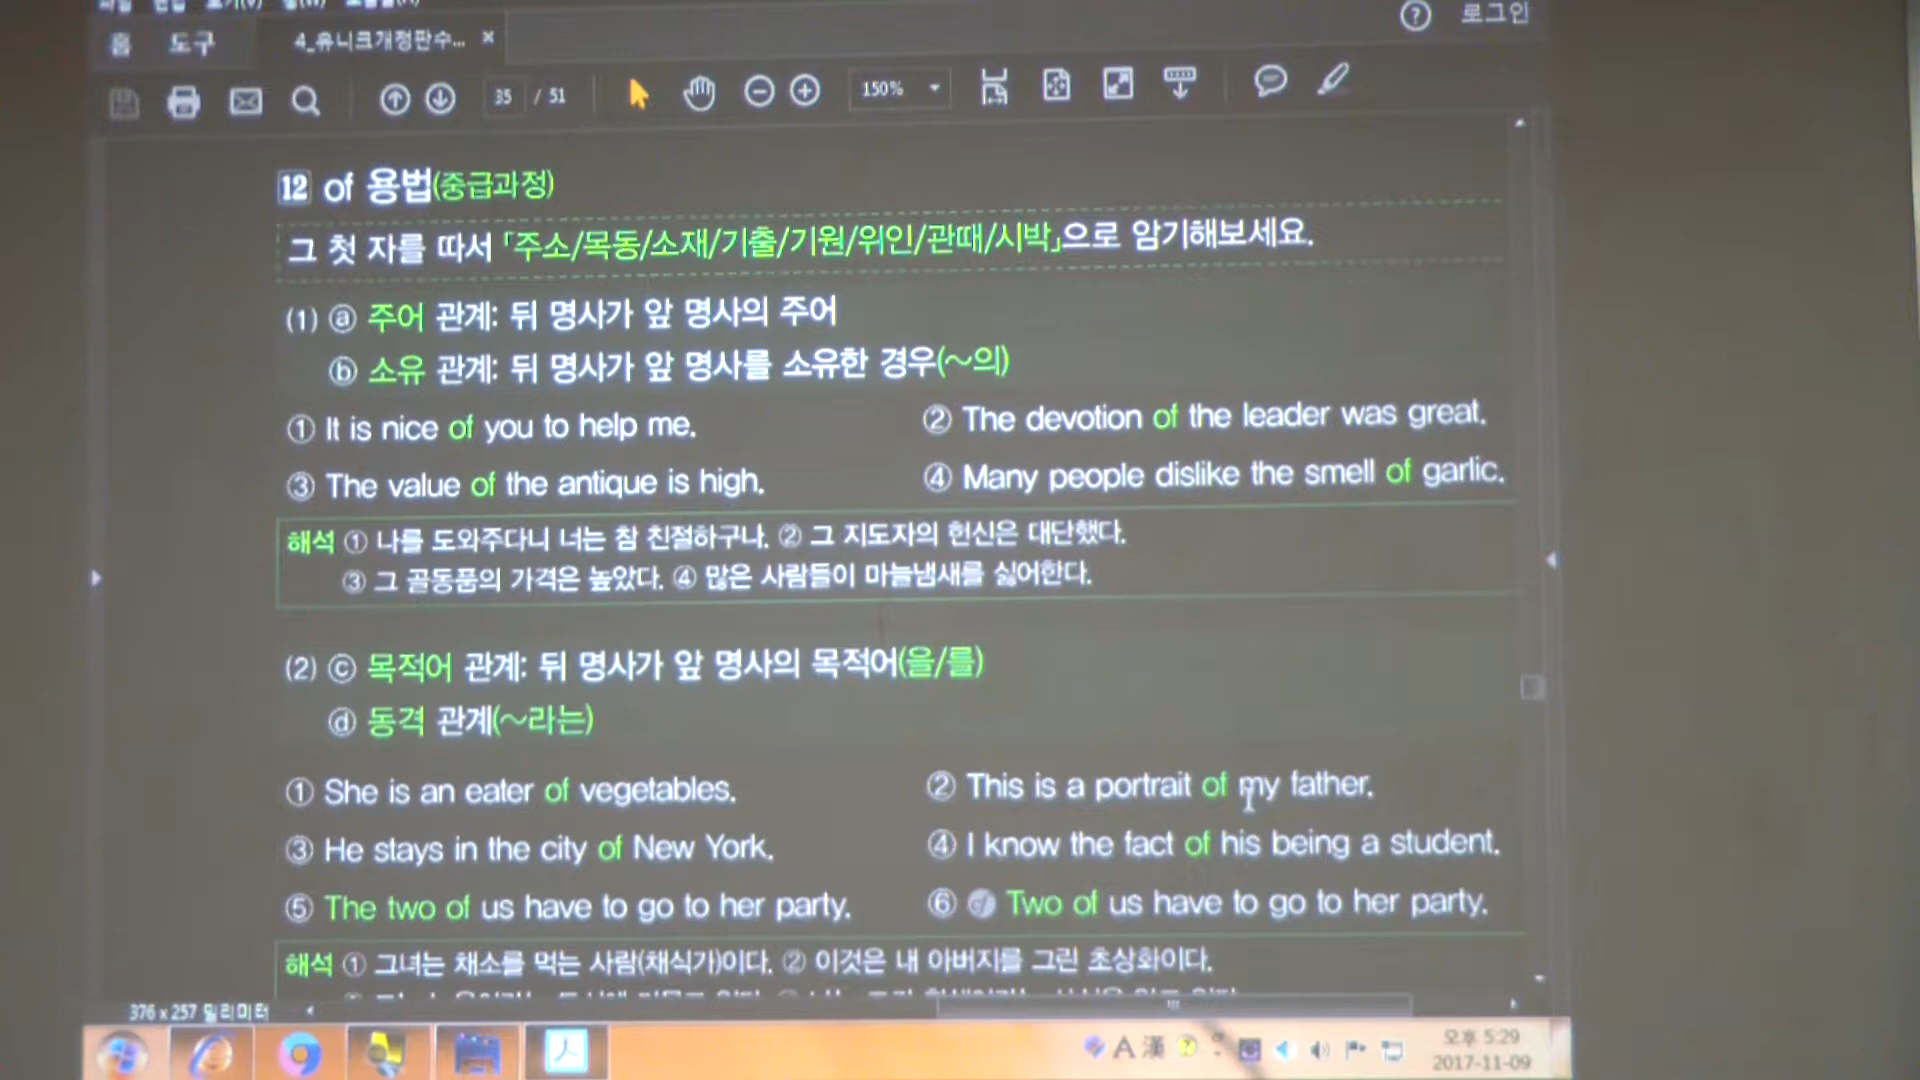 로그인
홈 도구 4_유니크개정판수... ×
35 / 51 150%
12 of 용법(중급과정)
그 첫 자를 따서 「주소/목동/소재/기출/기원/위인/관때/시박」으로 암기해보세요.
(1) ⓐ 주어 관계: 뒤 명사가 앞 명사의 주어
ⓑ 소유 관계: 뒤 명사가 앞 명사를 소유한 경우(~의)
① It is nice of you to help me. ② The devotion of the leader was great.
③ The value of the antique is high. ④ Many people dislike the smell of garlic.
해석 ① 나를 도와주다니 너는 참 친절하구나. ② 그 지도자의 헌신은 대단했다.
③ 그 골동품의 가격은 높았다. ④ 많은 사람들이 마늘냄새를 싫어한다.
(2) ⓒ 목적어 관계: 뒤 명사가 앞 명사의 목적어(을/를)
ⓓ 동격 관계(~라는)
① She is an eater of vegetables. ② This is a portrait of my father.
③ He stays in the city of New York. ④ I know the fact of his being a student.
⑤ The two of us have to go to her party. ⑥ Two of us have to go to her party.
해석 ① 그녀는 채소를 먹는 사람(채식가)이다. ② 이것은 내 아버지를 그린 초상화이다.
376 x 257 밀리미터
A 漢 오후 5:29
2017-11-09